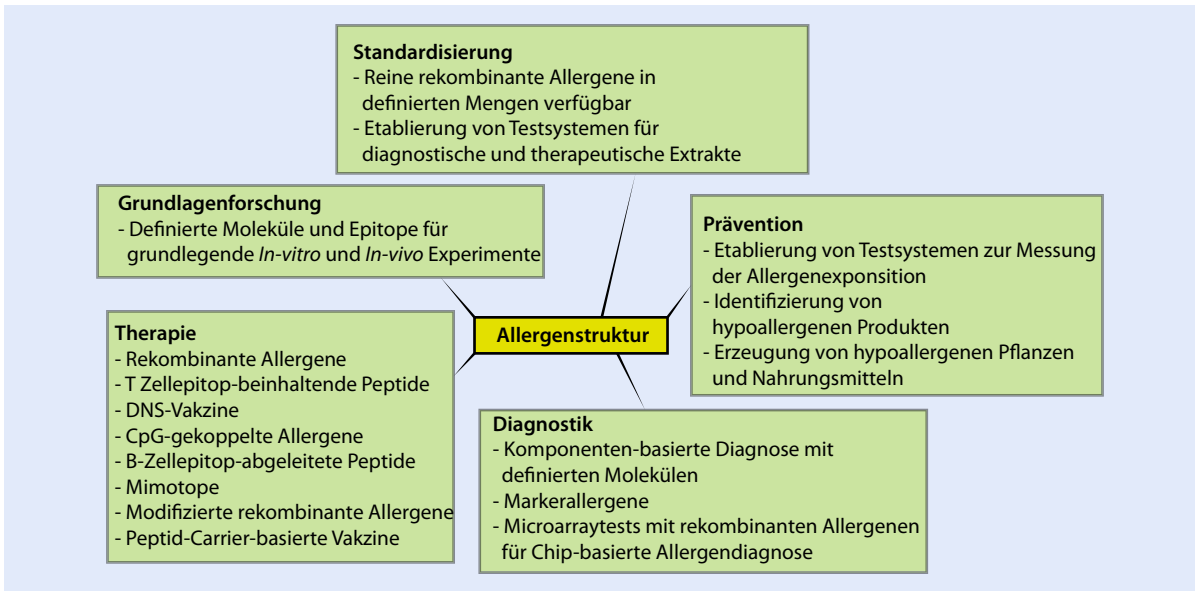 Standardisierung
- Reine rekombinante Allergene in
definierten Mengen verfügbar
- Etablierung von Testsystemen für
diagnostische und therapeutische Extrakte
Grundlagenforschung
- Definierte Moleküle und Epitope für
grundlegende In-vitro und In-vivo Experimente
Prävention
- Etablierung von Testsystemen zur Messung
der Allergenexponsition
- Identifizierung von
hypoallergenen Produkten
- Erzeugung von hypoallergenen Pflanzen
und Nahrungsmitteln
Allergenstruktur
Therapie
- Rekombinante Allergene
- T Zellepitop-beinhaltende Peptide
- DNS-Vakzine
- CpG-gekoppelte Allergene
- B-Zellepitop-abgeleitete Peptide
- Mimotope
- Modifizierte rekombinante Allergene
- Peptid-Carrier-basierte Vakzine
Diagnostik
- Komponenten-basierte Diagnose mit
definierten Molekülen
- Markerallergene
- Microarraytests mit rekombinanten Allergenen
für Chip-basierte Allergendiagnose